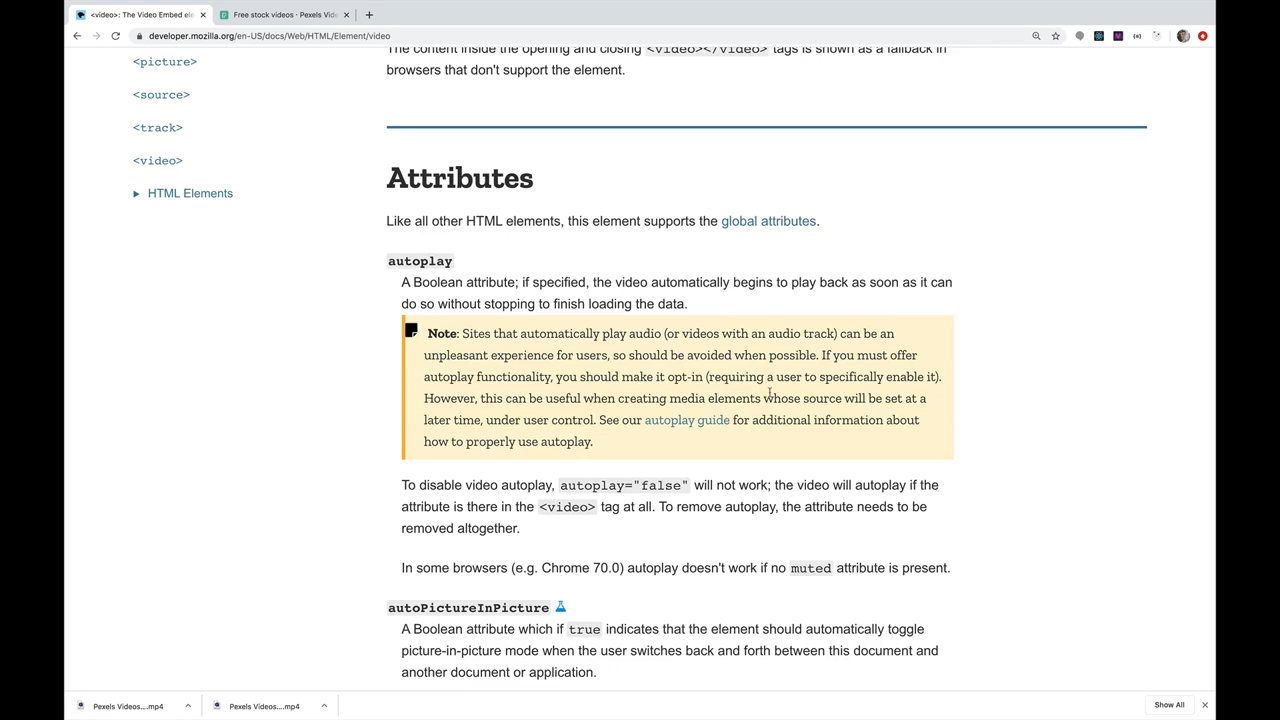 <video>: The Video Embed ele
Free stock videos · Pexels Vide
developer.mozilla.org/en-US/docs/Web/HTML/Element/video
The content inside the opening and closing <video></video> tags is shown as a fallback in
browsers that don't support the element.
<picture>
<source>
<track>
<video>
HTML Elements
Attributes
Like all other HTML elements, this element supports the global attributes.
autoplay
A Boolean attribute; if specified, the video automatically begins to play back as soon as it can
do so without stopping to finish loading the data.
Note: Sites that automatically play audio (or videos with an audio track) can be an
unpleasant experience for users, so should be avoided when possible. If you must offer
autoplay functionality, you should make it opt-in (requiring a user to specifically enable it).
However, this can be useful when creating media elements whose source will be set at a
later time, under user control. See our autoplay guide for additional information about
how to properly use autoplay.
To disable video autoplay, autoplay="false" will not work; the video will autoplay if the
attribute is there in the <video> tag at all. To remove autoplay, the attribute needs to be
removed altogether.
In some browsers (e.g. Chrome 70.0) autoplay doesn't work if no muted attribute is present.
autoPictureInPicture
A Boolean attribute which if true indicates that the element should automatically toggle
picture-in-picture mode when the user switches back and forth between this document and
another document or application.
Pexels Videos....mp4
Pexels Videos....mp4
Show All